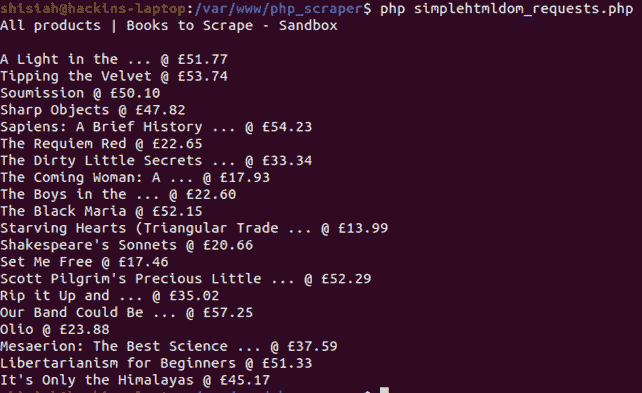 shisiah@hackins-laptop:/var/www/php_scraper$ php simplehtmldom_requests.php
All products | Books to Scrape - Sandbox
A Light in the ... @ £51.77
Tipping the Velvet @ £53.74
Soumission @ £50.10
Sharp Objects @ £47.82
Sapiens: A Brief History ... @ £54.23
The Requiem Red @ £22.65
The Dirty Little Secrets ... @ £33.34
The Coming Woman: A ... @ £17.93
The Boys in the ... @ £22.60
The Black Maria @ £52.15
Starving Hearts (Triangular Trade ... @ £13.99
Shakespeare's Sonnets @ £20.66
Set Me Free @ £17.46
Scott Pilgrim's Precious Little ... @ £52.29
Rip it Up and ... @ £35.02
Our Band Could Be ... @ £57.25
Olio @ £23.88
Mesaerion: The Best Science ... @ £37.59
Libertarianism for Beginners @ £51.33
It's Only the Himalayas @ £45.17